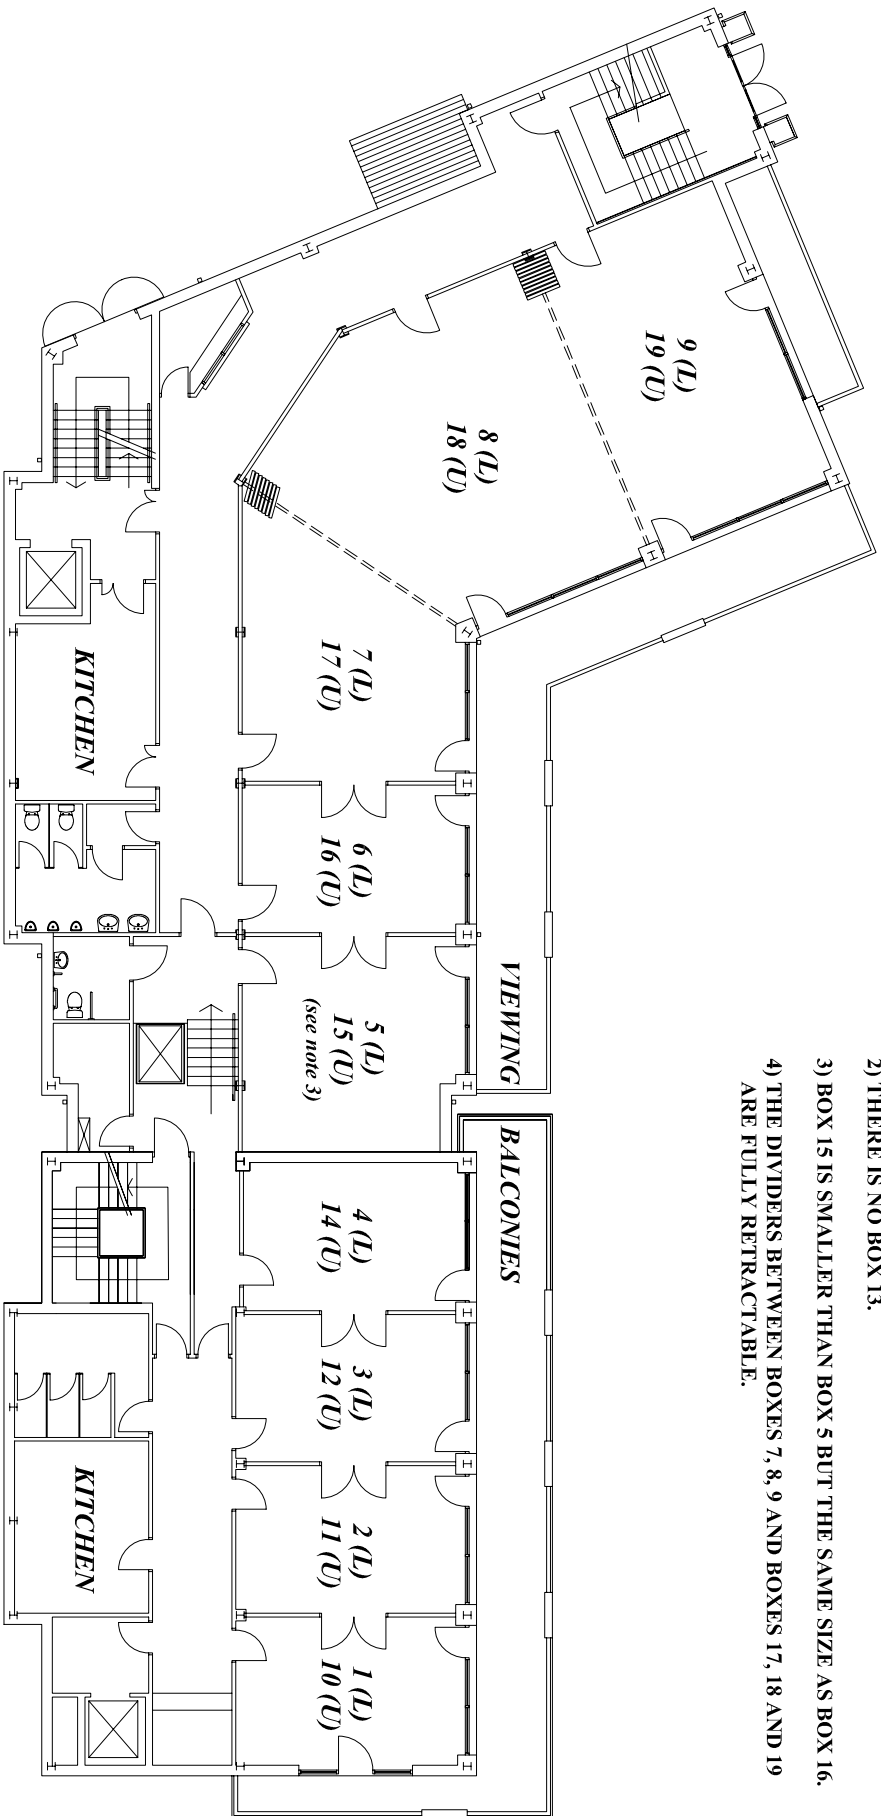 2) THERE IS NO BOX 13.
3) BOX 15 IS SMALLER THAN BOX 5 BUT THE SAME SIZE AS BOX 16.
4) THE DIVIDERS BETWEEN BOXES 7, 8, 9 AND BOXES 17, 18 AND 19
ARE FULLY RETRACTABLE.
9 (L)
19 (U)
8 (L)
18 (U)
VIEWING BALCONIES
7 (L)
17 (U)
6 (L)
16 (U)
5 (L)
15 (U)
(see note 3)
4 (L)
14 (U)
3 (L)
12 (U)
2 (L)
11 (U)
1 (L)
10 (U)
KITCHEN
KITCHEN